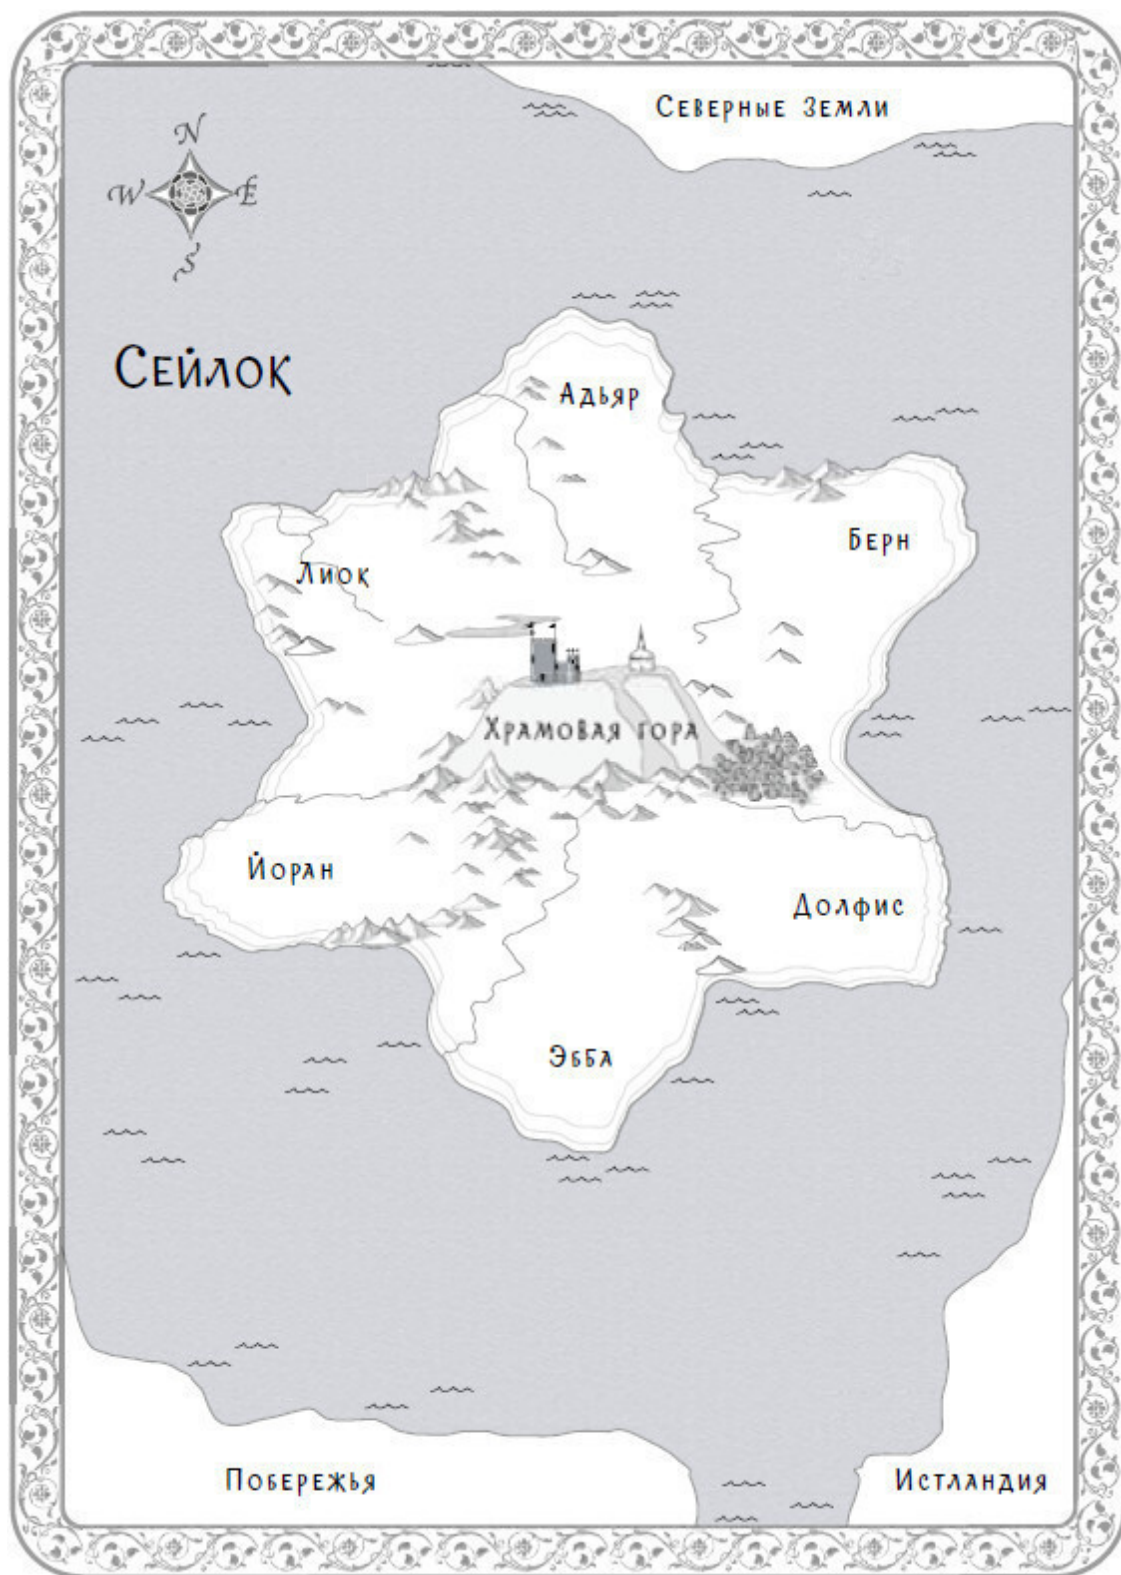 Северные Земли
N
W E
S
Сейлок
Адьяр
Берн
Лиок
Храмовая гора
Йоран
Долфис
Эбба
Побережья
Истландия